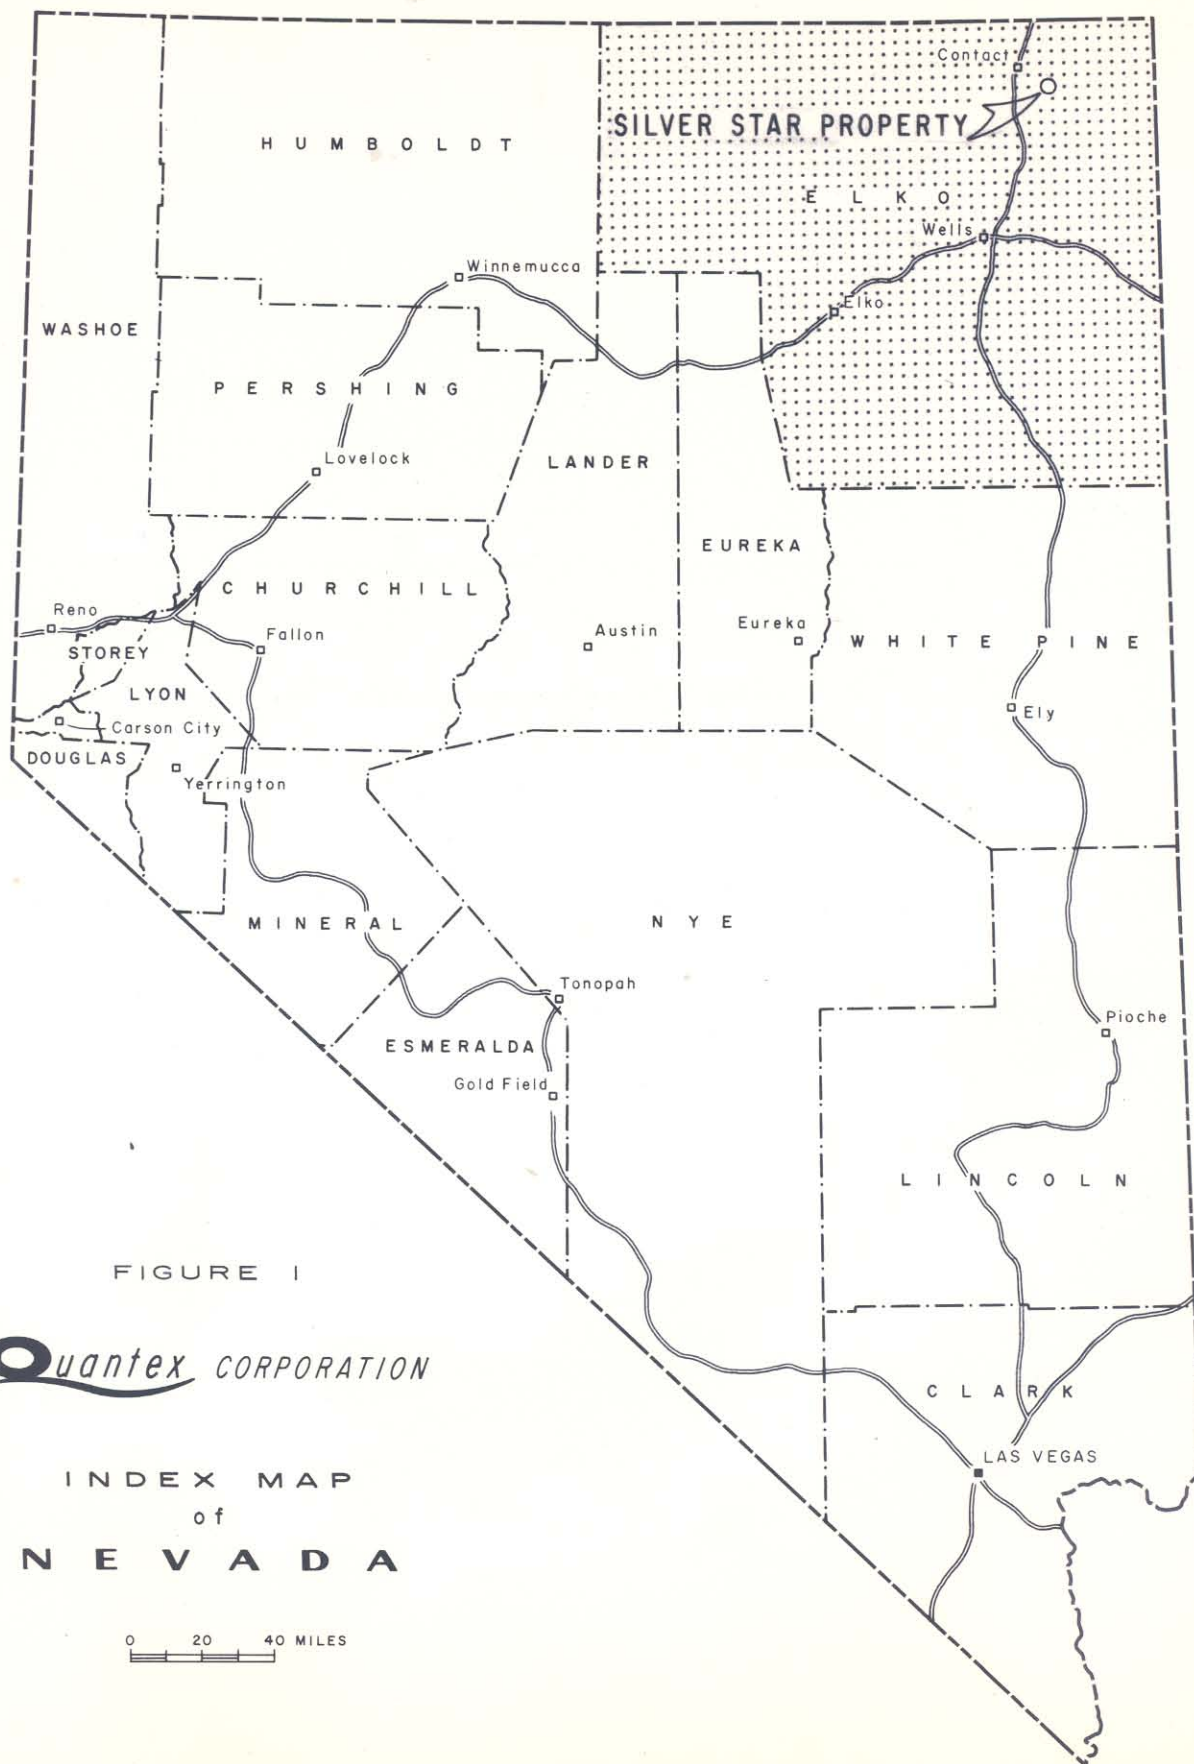 Contact
SILVER STAR PROPERTY
HUMBOLDT
ELKO
Wells
Winnemucca
Elko
WASHOE
PERSHING
Lovelock
LANDER
EUREKA
CHURCHILL
Reno
Fallon
Austin
Eureka
WHITE PINE
STOREY
LYON
Ely
Carson City
DOUGLAS
Yerrington
MINERAL
NYE
Tonopah
Pioche
ESMERALDA
Gold Field
LINCOLN
FIGURE I
Quantex CORPORATION
CLARK
LAS VEGAS
INDEX MAP
of
NEVADA
0 20 40 MILES